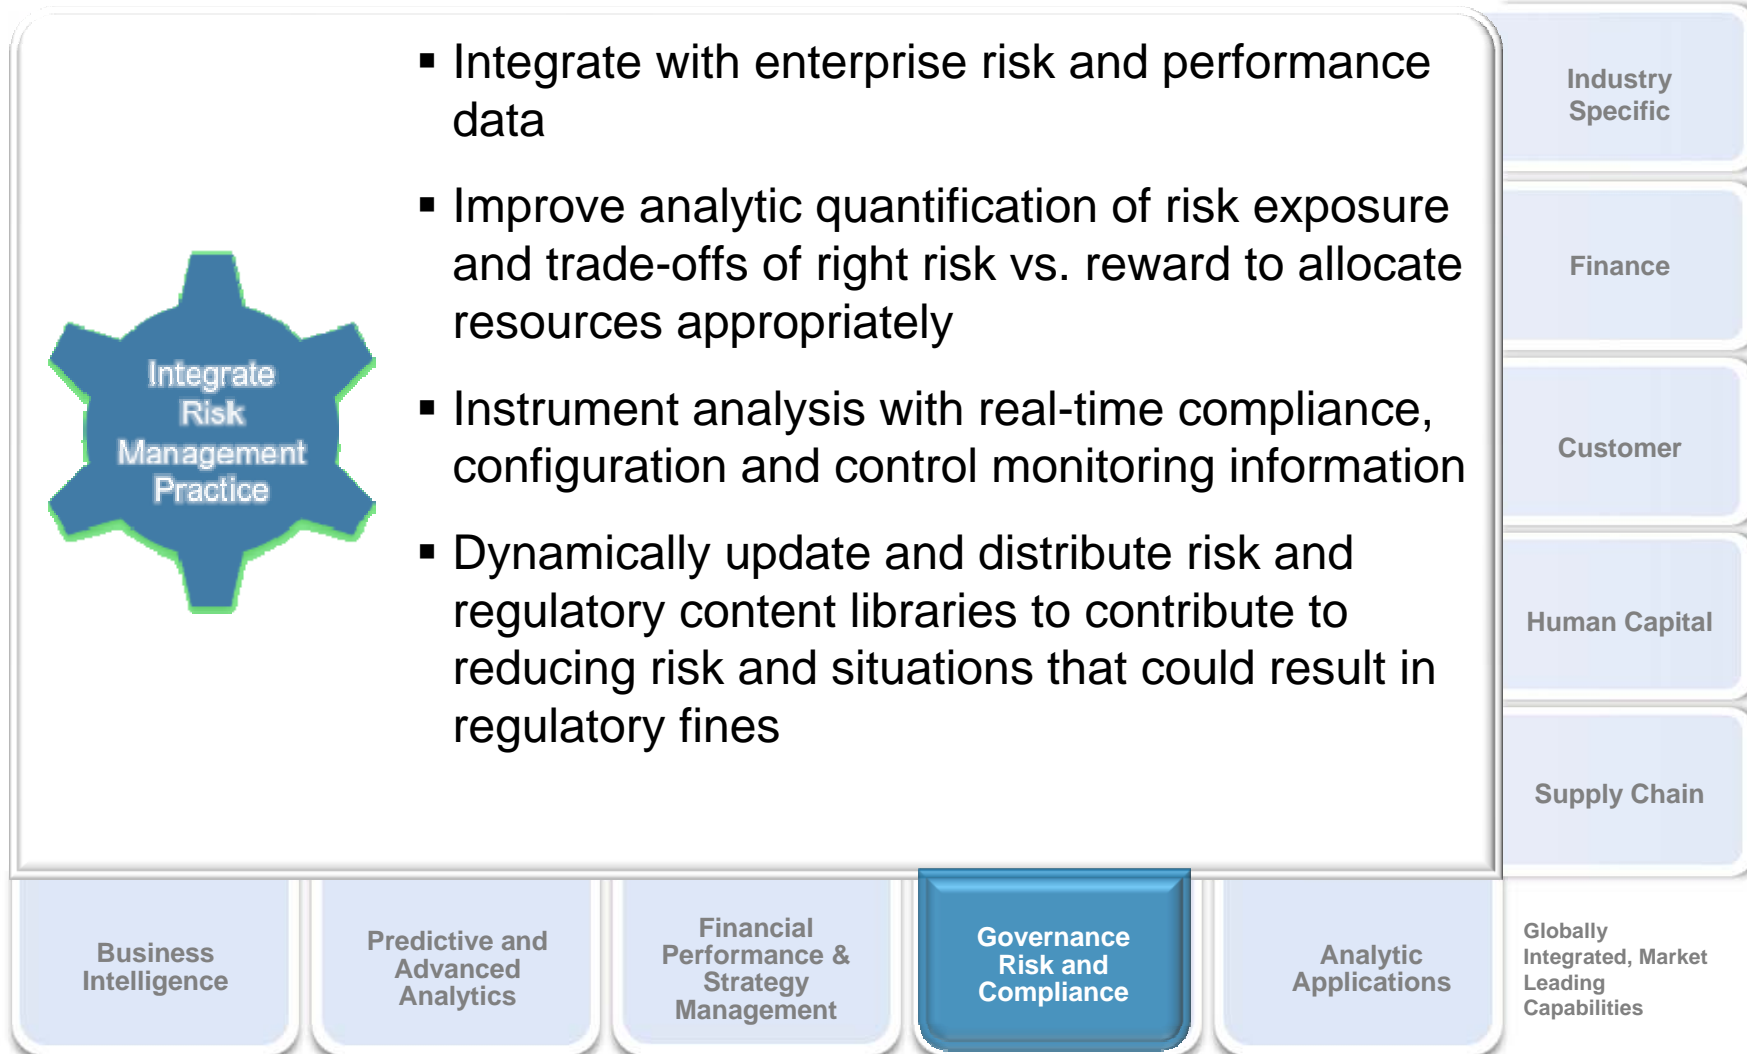 ▪ Integrate with enterprise risk and performance
data
▪ Improve analytic quantification of risk exposure
and trade-offs of right risk vs. reward to allocate
resources appropriately
▪ Instrument analysis with real-time compliance,
configuration and control monitoring information
▪ Dynamically update and distribute risk and
regulatory content libraries to contribute to
reducing risk and situations that could result in
regulatory fines
Integrate
Risk
Management
Practice
Industry
Specific
Finance
Customer
Human Capital
Supply Chain
Business
Intelligence
Predictive and
Advanced
Analytics
Financial
Performance &
Strategy
Management
Governance
Risk and
Compliance
Analytic
Applications
Globally
Integrated, Market
Leading
Capabilities